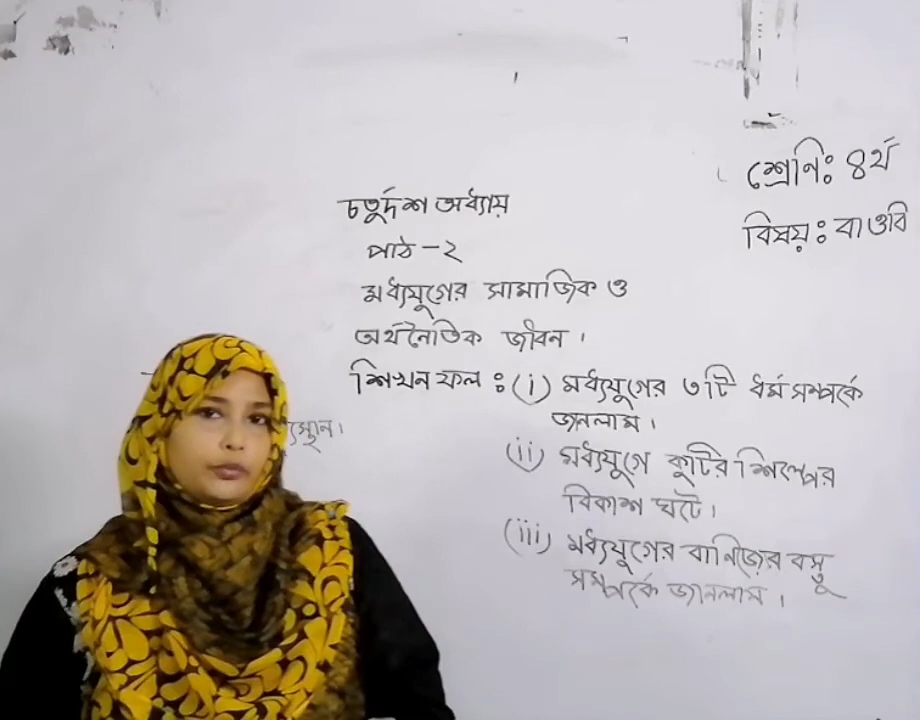 শ্রেণিঃ ৪র্থ
বিষয়ঃ বাওবি
চতুর্দশ অধ্যায়
পাঠ -২
মধ্যযুগের সামাজিক ও
অর্থনৈতিক জীবন।
শিখনফলঃ (i) মধ্যযুগের ৩টি ধর্ম সম্পর্কে
জানলাম।
(ii) মধ্যযুগে কুটির শিল্পের
বিকাশ ঘটে।
(iii) মধ্যযুগের বানিজ্যের বস্তু
সম্পর্কে জানলাম।